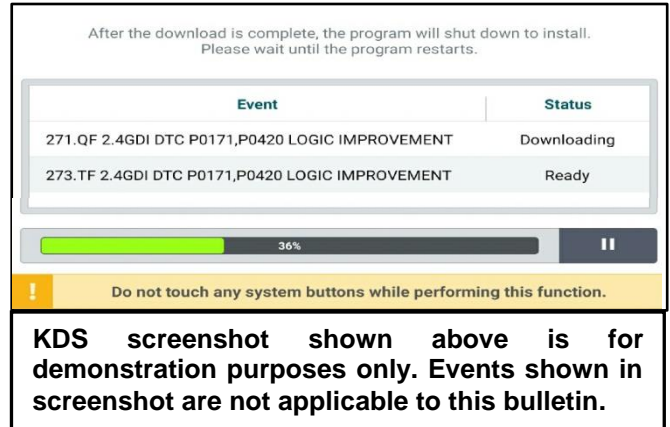 After the download is complete, the program will shut down to install.
Please wait until the program restarts.
Event Status
271.QF 2.4GDI DTC P0171,P0420 LOGIC IMPROVEMENT Downloading
273.TF 2.4GDI DTC P0171,P0420 LOGIC IMPROVEMENT Ready
36%
! Do not touch any system buttons while performing this function.
KDS screenshot shown above is for
demonstration purposes only. Events shown in
screenshot are not applicable to this bulletin.